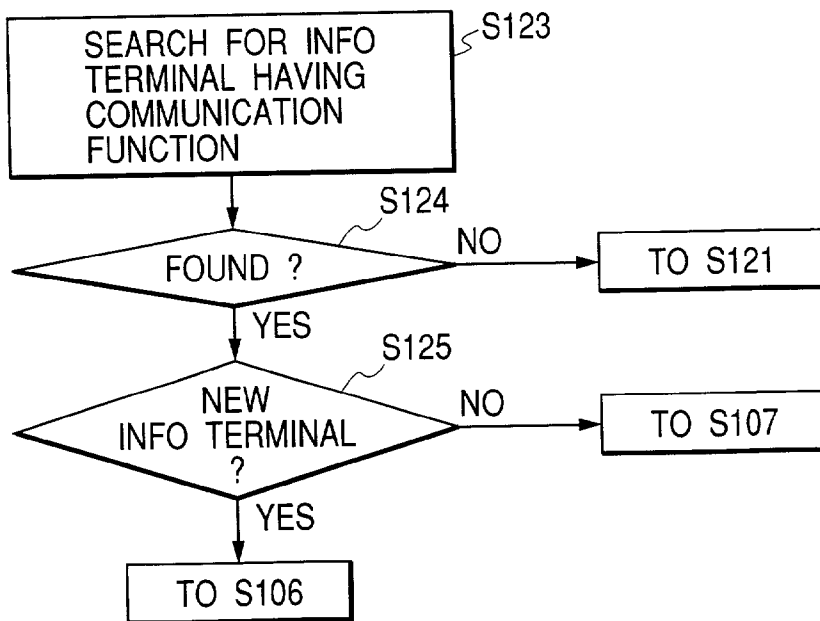 S123
SEARCH FOR INFO
TERMINAL HAVING
COMMUNICATION
FUNCTION
S124
FOUND ?
NO
TO S121
YES
S125
NEW
INFO TERMINAL
?
NO
TO S107
YES
TO S106